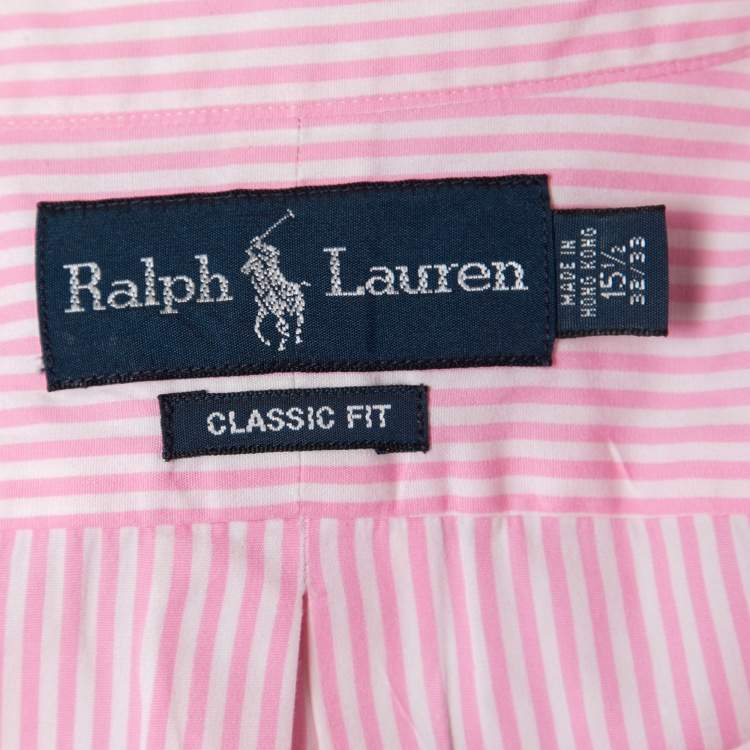 Ralph Lauren
MADE IN
HONG KONG
15½
32/33
CLASSIC FIT